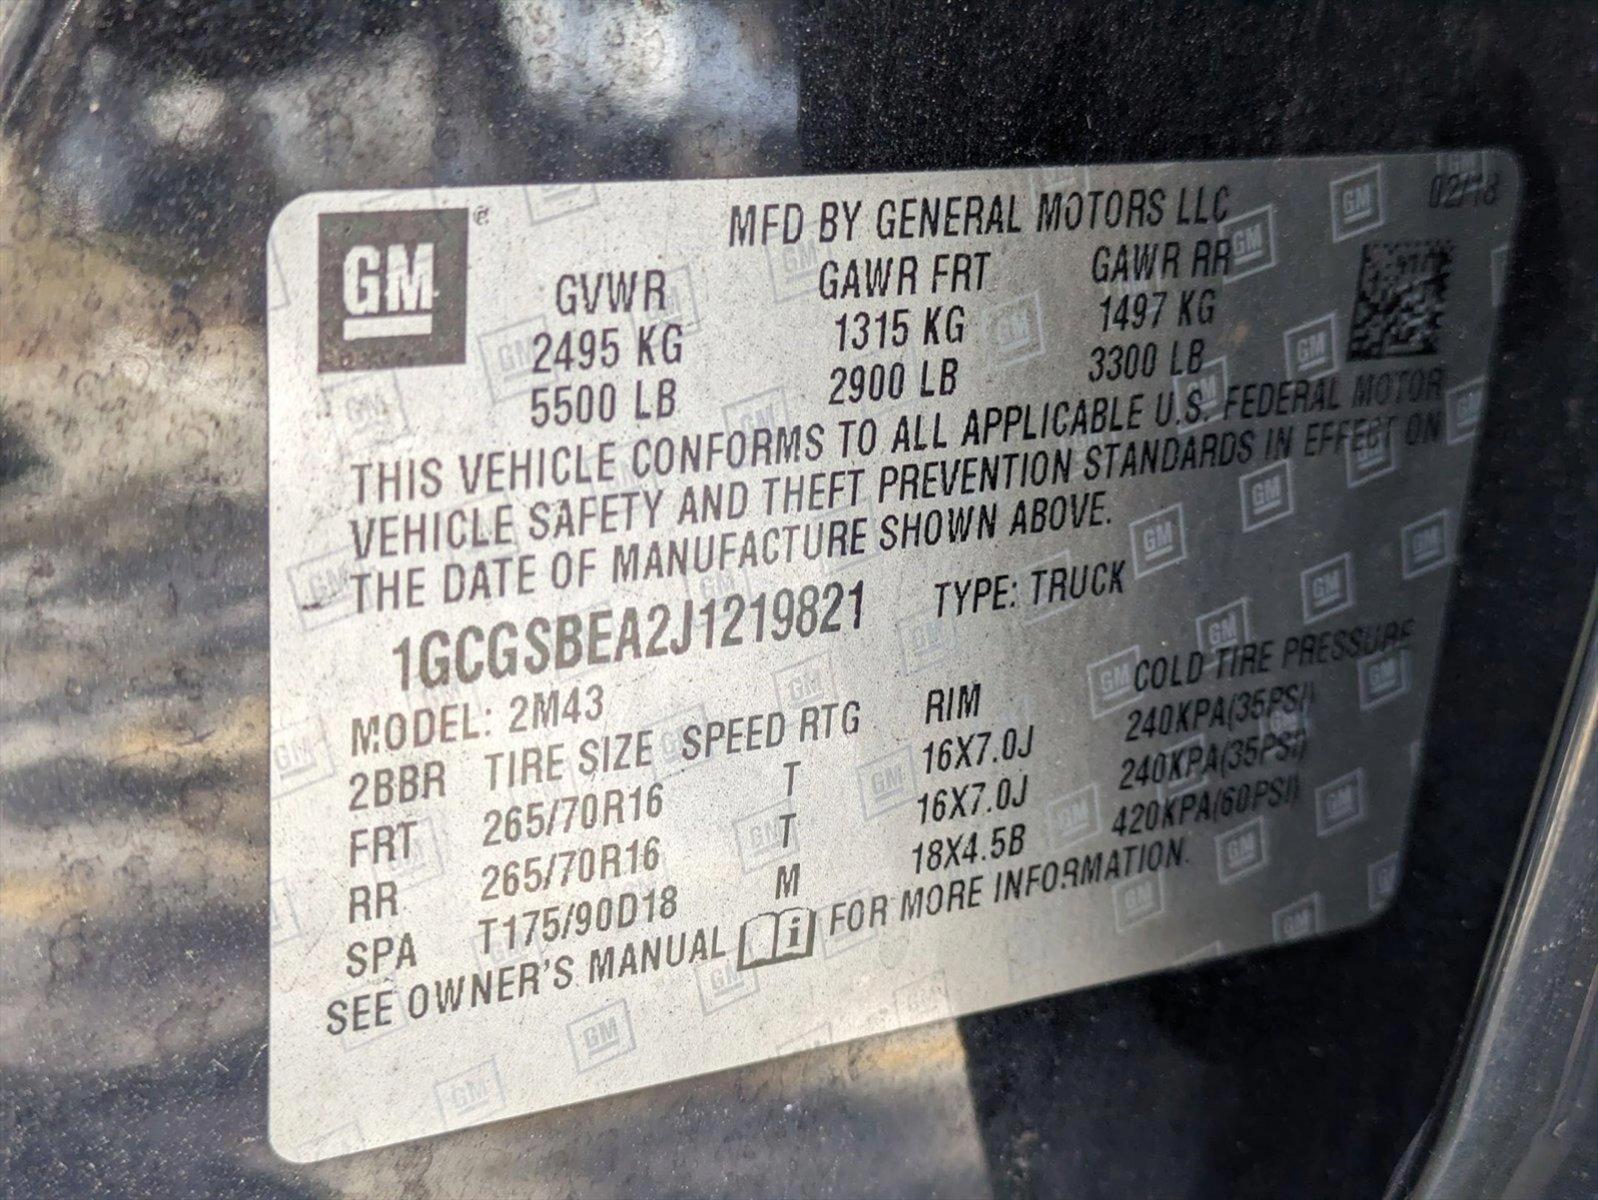 GM ®
MFD BY GENERAL MOTORS LLC
02/18
GVWR GAWR FRT GAWR RR
2495 KG 1315 KG 1497 KG
5500 LB 2900 LB 3300 LB
THIS VEHICLE CONFORMS TO ALL APPLICABLE U.S. FEDERAL MOTOR
VEHICLE SAFETY AND THEFT PREVENTION STANDARDS IN EFFECT ON
THE DATE OF MANUFACTURE SHOWN ABOVE.
1GCGSBEA2J1219821 TYPE: TRUCK
MODEL: 2M43
2BBR TIRE SIZE SPEED RTG RIM COLD TIRE PRESSURE
FRT 265/70R16 T 16X7.0J 240KPA(35PSI)
RR 265/70R16 T 16X7.0J 240KPA(35PSI)
SPA T175/90D18 M 18X4.5B 420KPA(60PSI)
SEE OWNER'S MANUAL i FOR MORE INFORMATION.